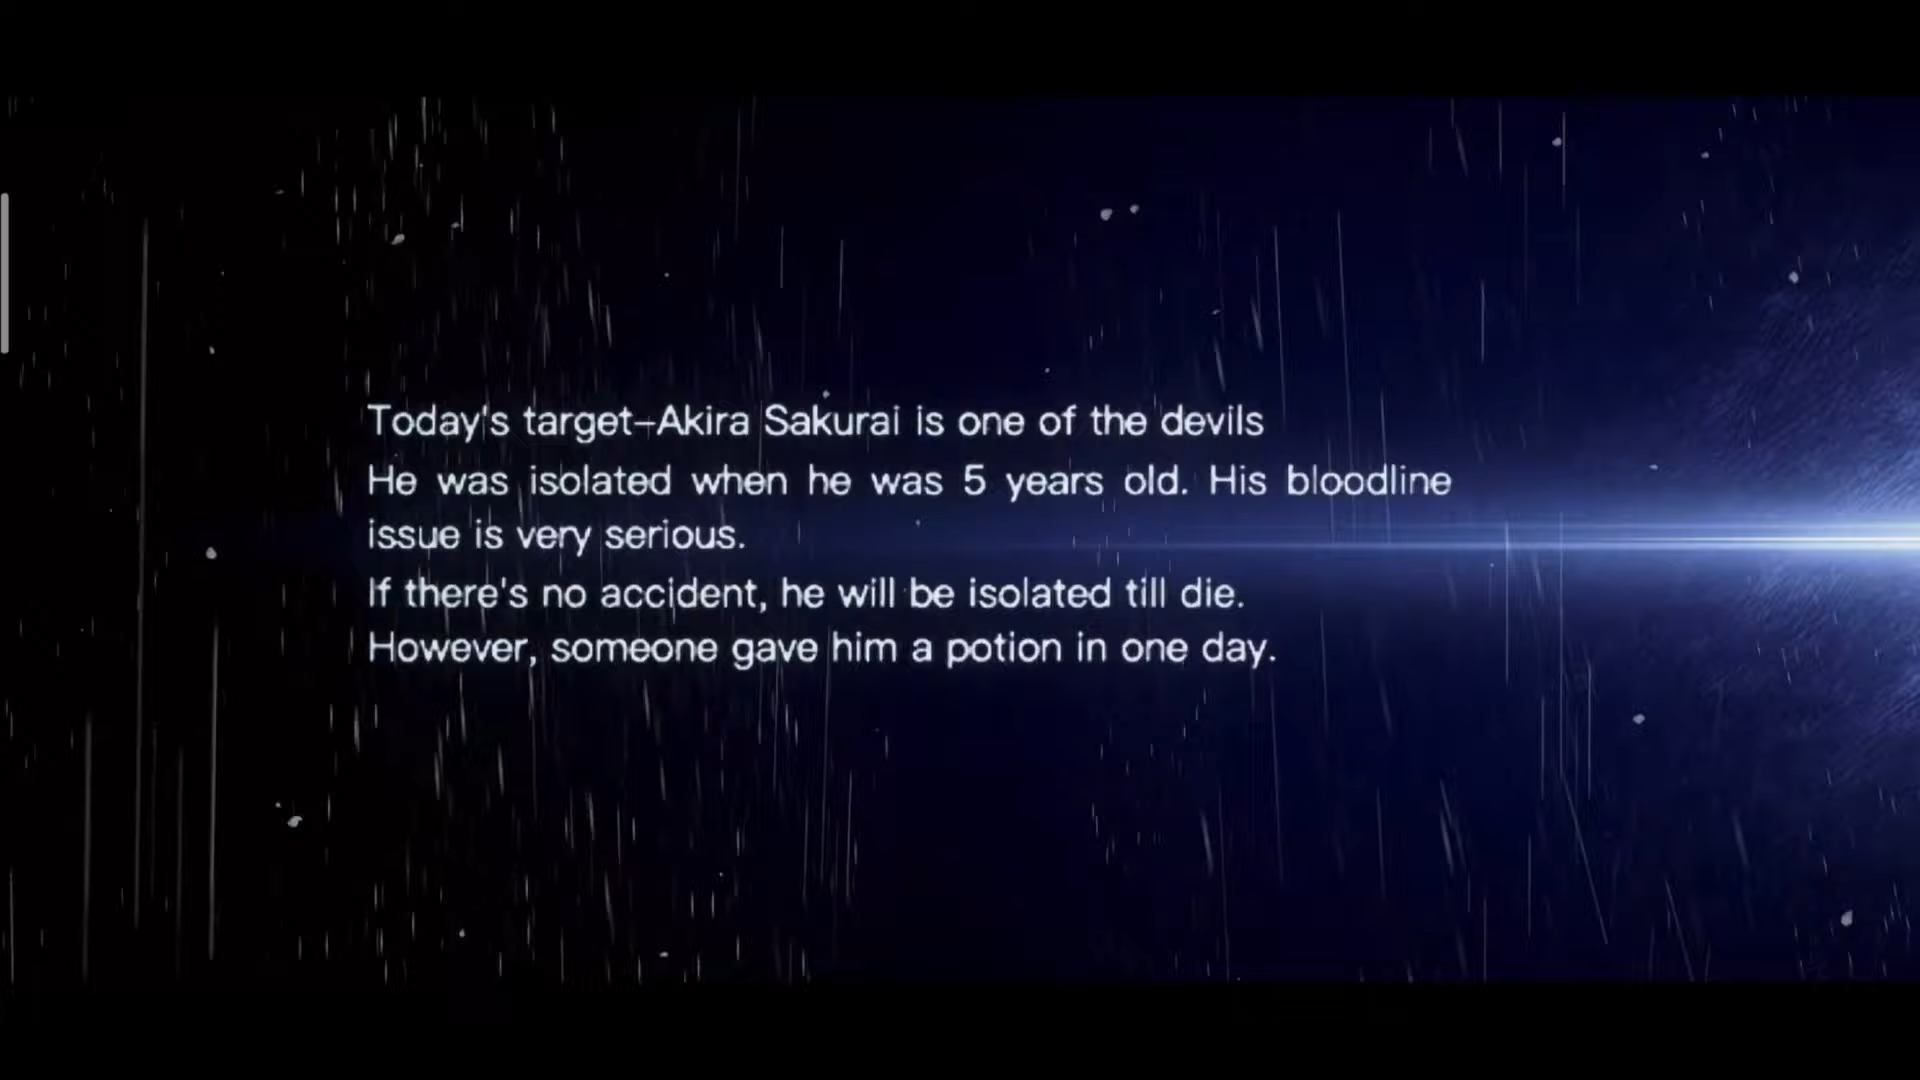 Today's target–Akira Sakurai is one of the devils
He was isolated when he was 5 years old. His bloodline
issue is very serious.
If there's no accident, he will be isolated till die.
However, someone gave him a potion in one day.